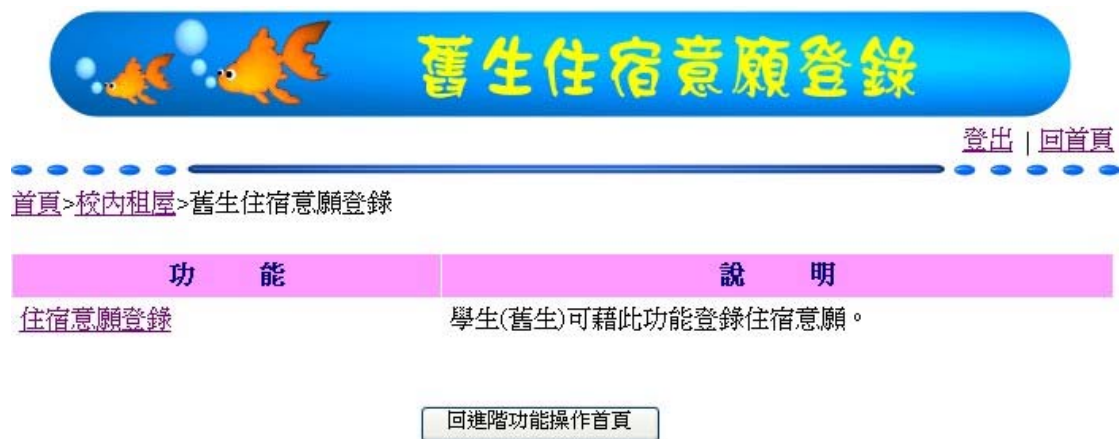 舊生住宿意願登錄
登出 | 回首頁
首頁>校內租屋>舊生住宿意願登錄
功 能 說 明
住宿意願登錄 學生(舊生)可藉此功能登錄住宿意願。
回進階功能操作首頁